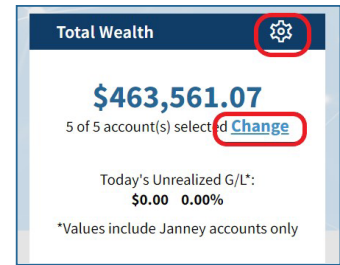 Total Wealth
$463,561.07
5 of 5 account(s) selected Change
Today's Unrealized G/L*:
$0.00 0.00%
*Values include Janney accounts only